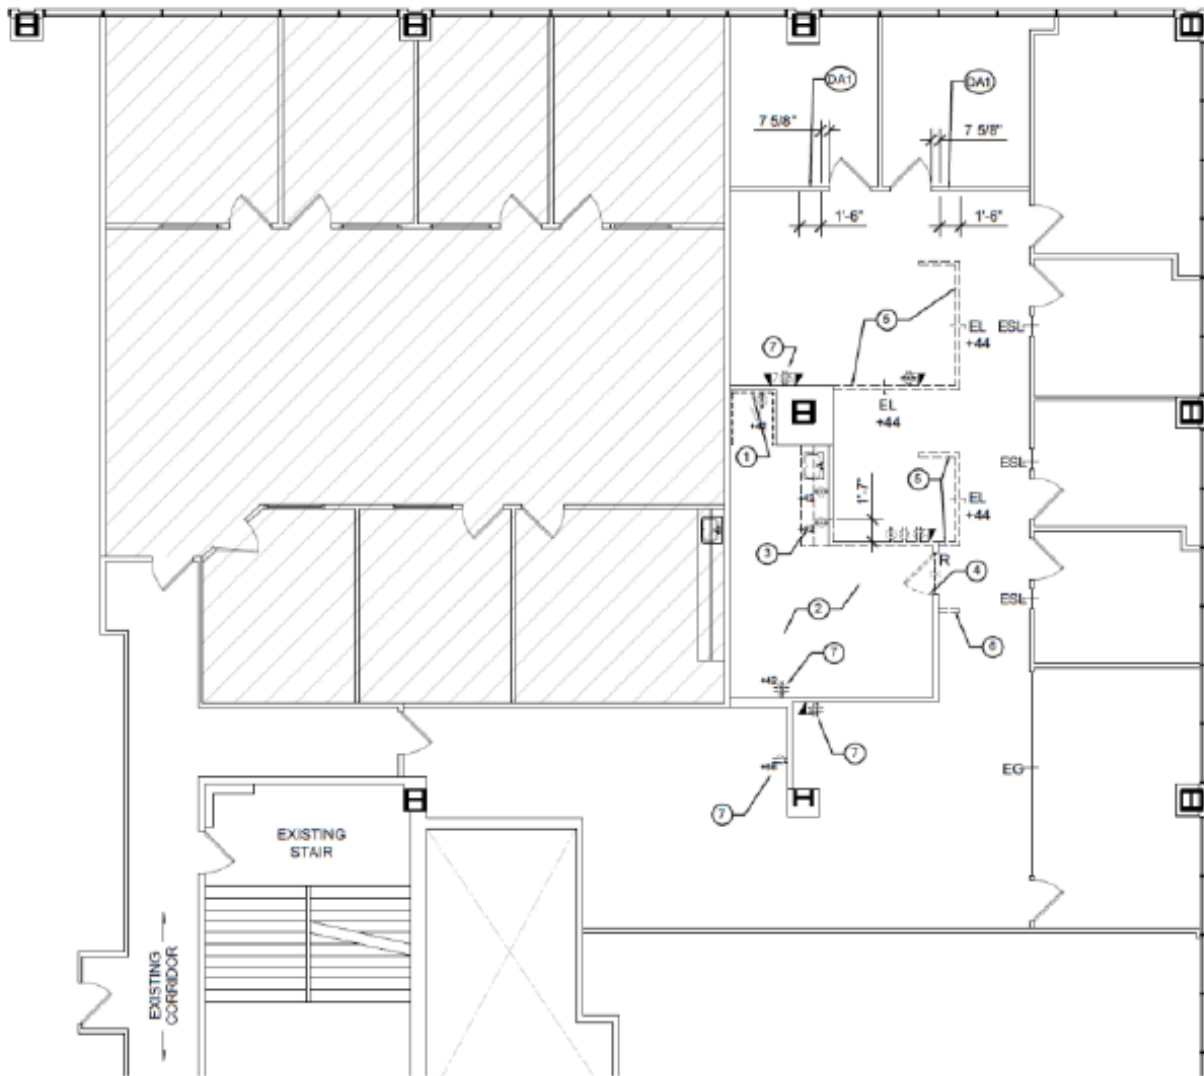 DA1
DA1
7 5/8"
7 5/8"
1'-6"
1'-6"
5
EL
+44
ESL
7
EL
+44
1
ESL
5
1'-7"
EL
+44
3
R
4
2
ESL
6
7
+42
7
EG
7
EXISTING
STAIR
EXISTING
CORRIDOR